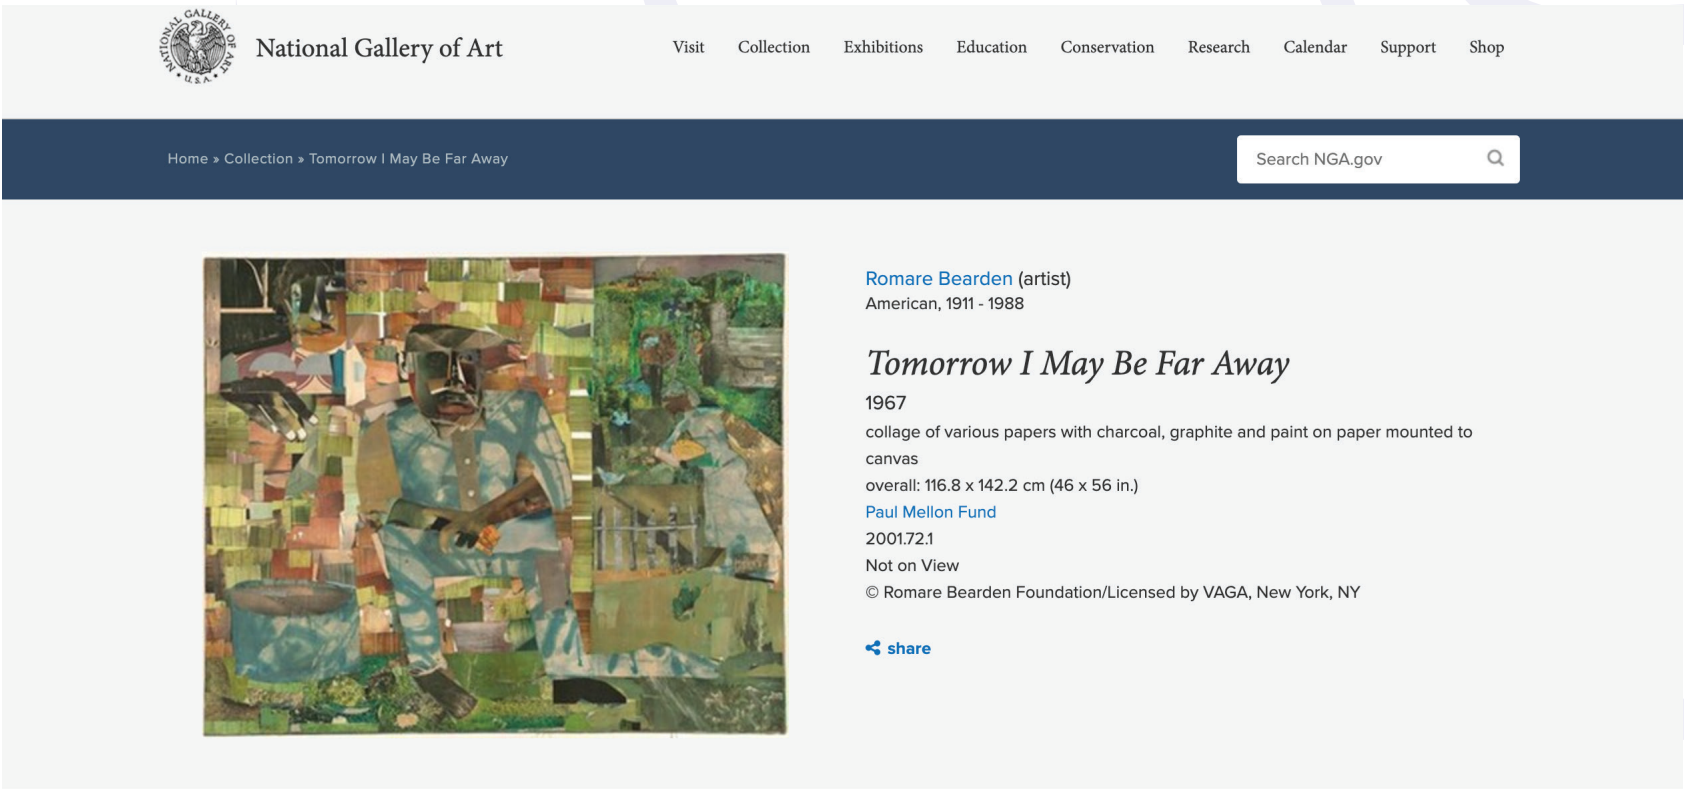 NATIONAL GALLERY OF ART • U.S.A. •
National Gallery of Art
Visit Collection Exhibitions Education Conservation Research Calendar Support Shop
Home » Collection » Tomorrow I May Be Far Away
Search NGA.gov
Romare Bearden (artist)
American, 1911 - 1988
Tomorrow I May Be Far Away
1967
collage of various papers with charcoal, graphite and paint on paper mounted to
canvas
overall: 116.8 x 142.2 cm (46 x 56 in.)
Paul Mellon Fund
2001.72.1
Not on View
© Romare Bearden Foundation/Licensed by VAGA, New York, NY
share